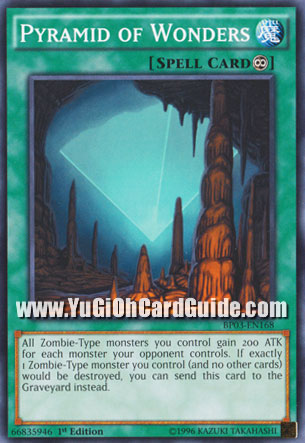 PYRAMID OF WONDERS
魔
[SPELL CARD∞]
www.YuGiOhCardGuide.com
BP03-EN168
All Zombie-Type monsters you control gain 200 ATK
for each monster your opponent controls. If exactly
1 Zombie-Type monster you control (and no other cards)
would be destroyed, you can send this card to the
Graveyard instead.
66835946 1st Edition ©1996 KAZUKI TAKAHASHI